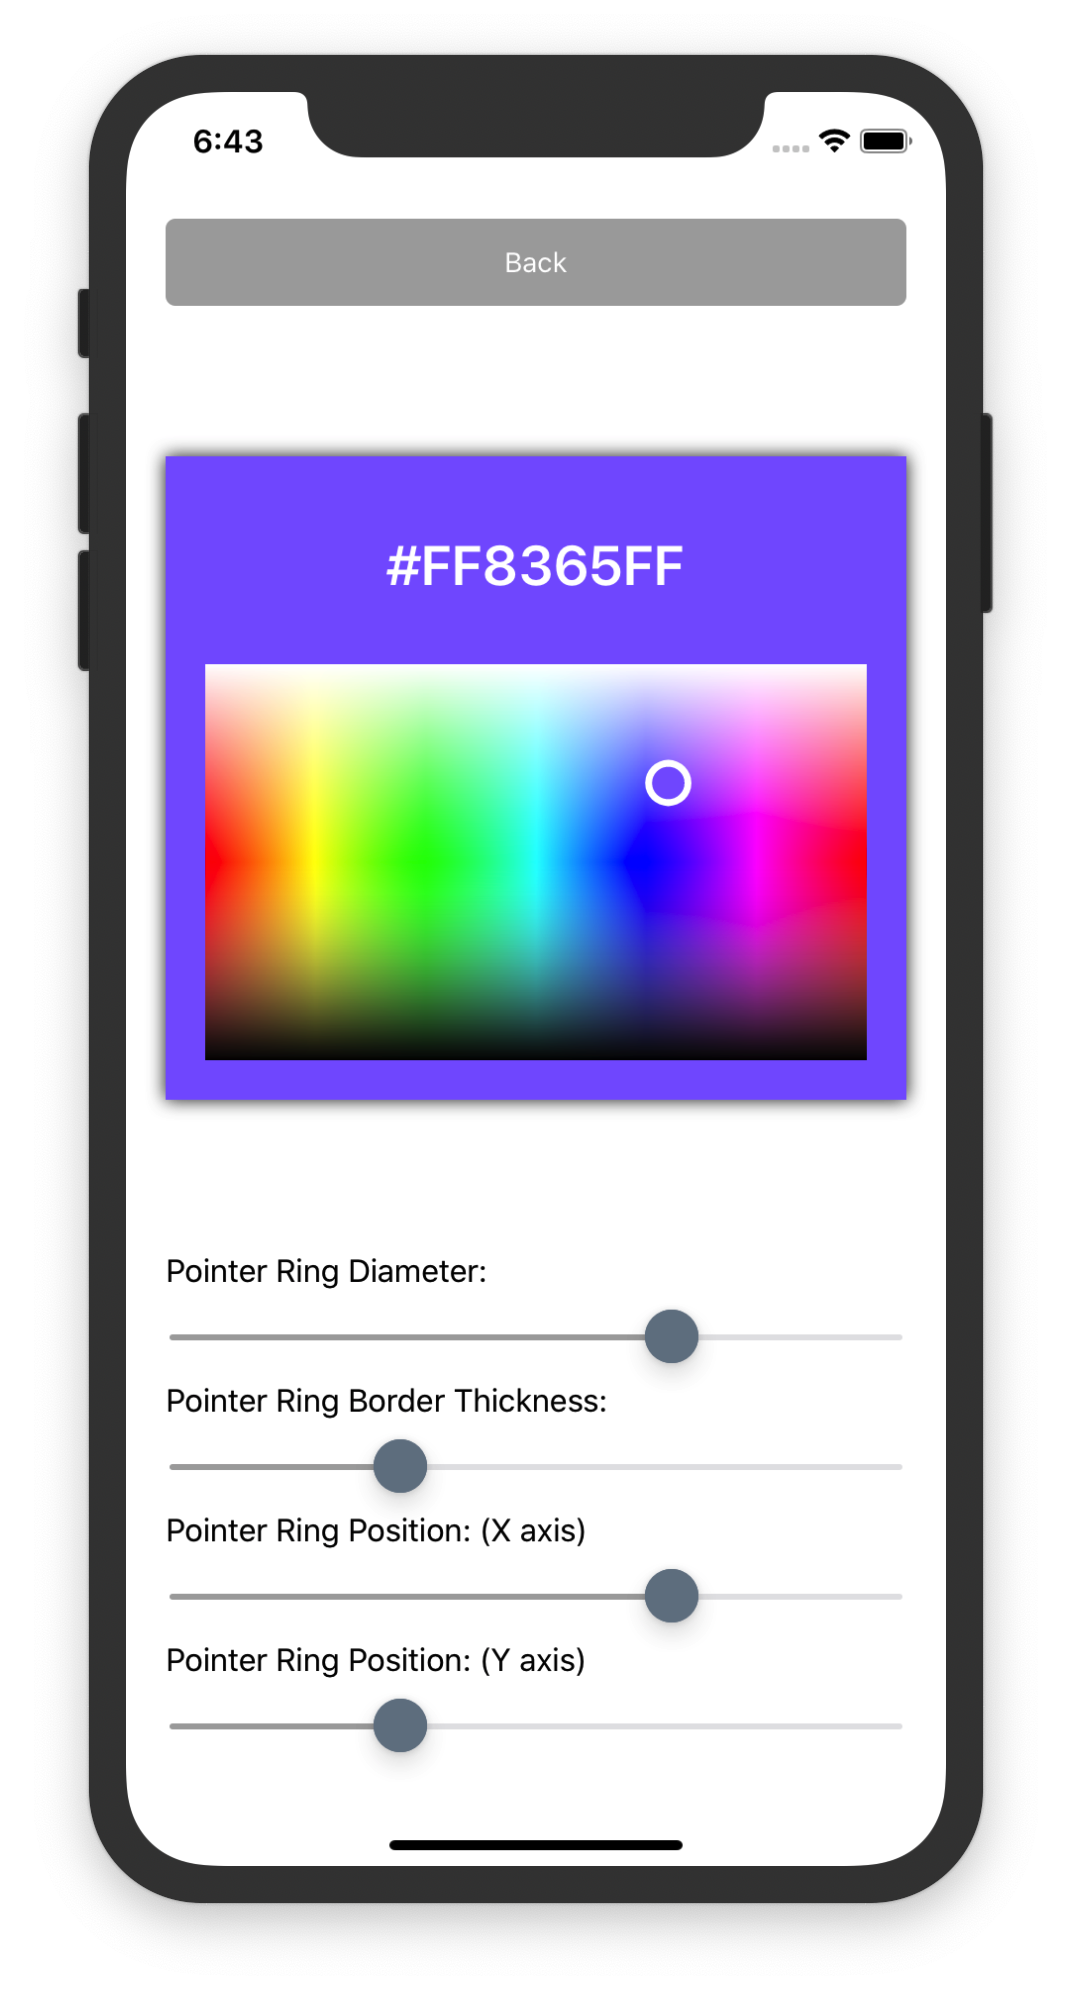 6:43
Back
#FF8365FF
Pointer Ring Diameter:
Pointer Ring Border Thickness:
Pointer Ring Position: (X axis)
Pointer Ring Position: (Y axis)